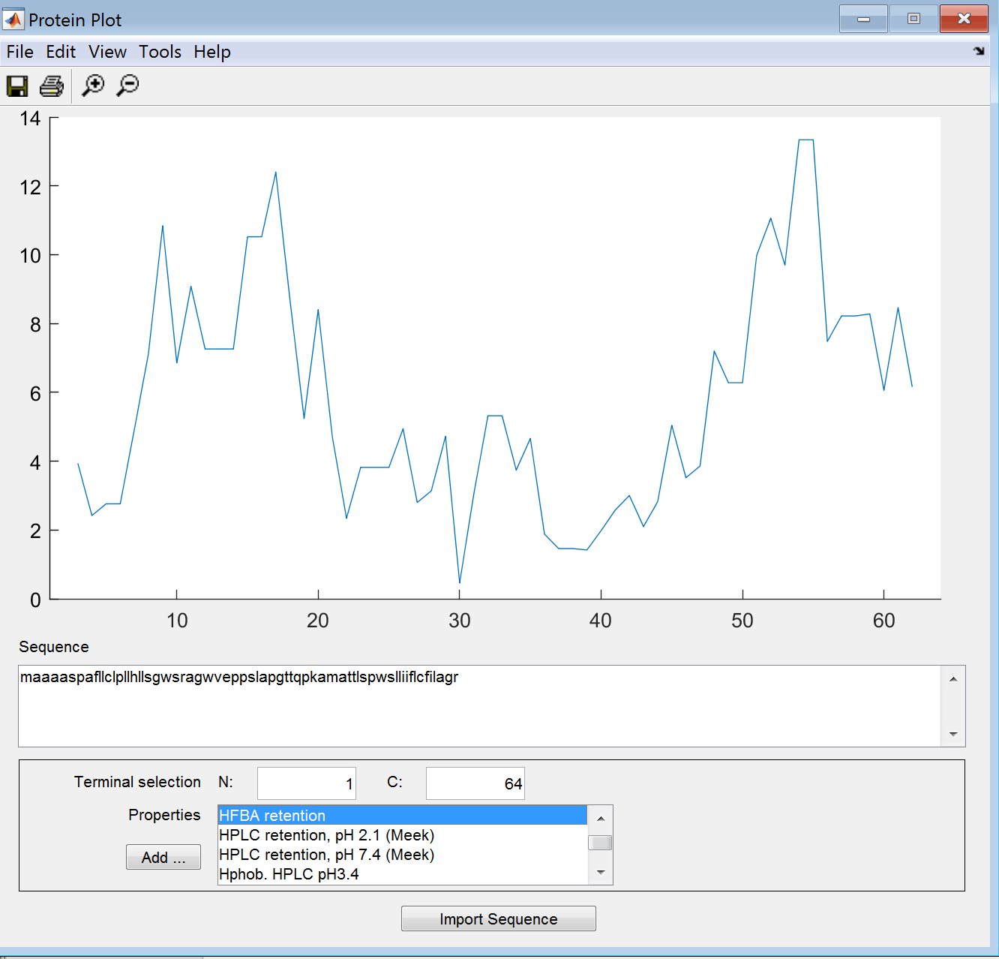 Protein Plot
File Edit View Tools Help
14
12
10
8
6
4
2
0
10 20 30 40 50 60
Sequence
maaaaspafllclpllhllsgwsragwveppslapgttqpkamattlspwslliiflcfilagr
Terminal selection N: 1 C: 64
Properties
HFBA retention
HPLC retention, pH 2.1 (Meek)
HPLC retention, pH 7.4 (Meek)
Hphob. HPLC pH3.4
Add ...
Import Sequence